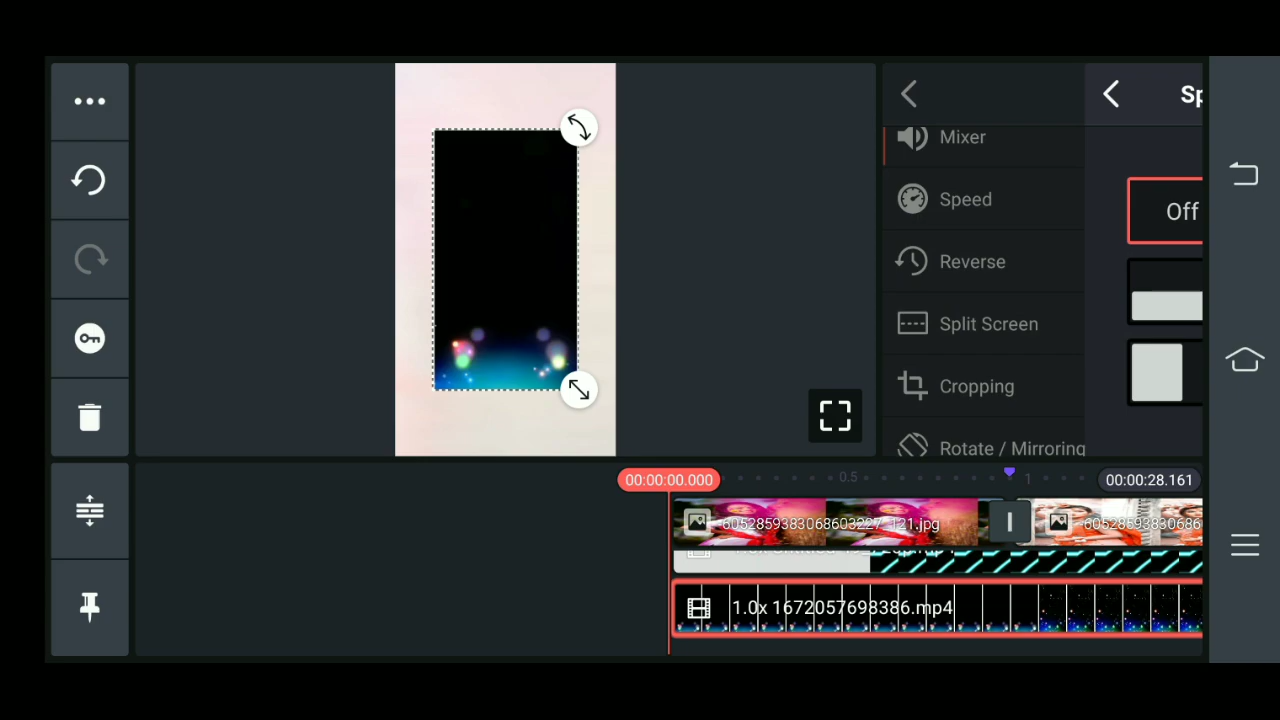 Sp
Mixer
Speed
Off
Reverse
Split Screen
Cropping
Rotate / Mirroring
00:00:00.000
0.5
1
00:00:28.161
6052859383068603227_121.jpg
60528593830686
1.0x 1672057698386.mp4